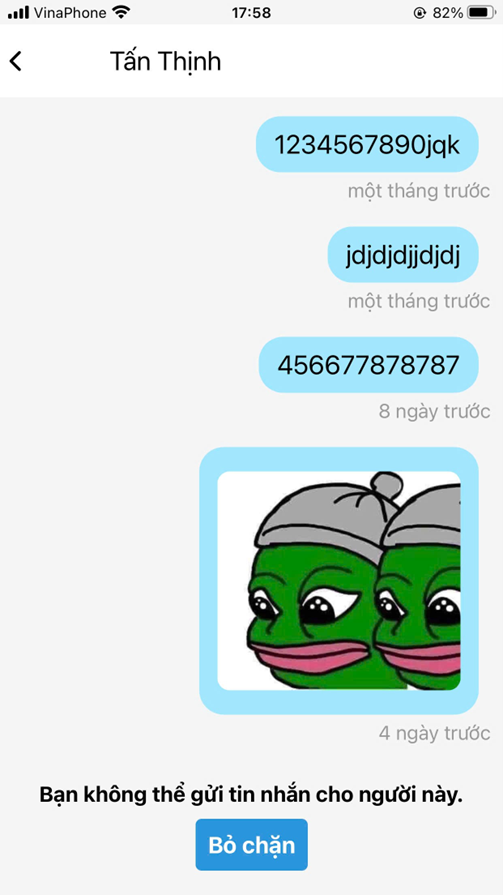 VinaPhone 17:58 82%
Tấn Thịnh
1234567890jqk
một tháng trước
jdjdjdjjdjdj
một tháng trước
456677878787
8 ngày trước
4 ngày trước
Bạn không thể gửi tin nhắn cho người này.
Bỏ chặn